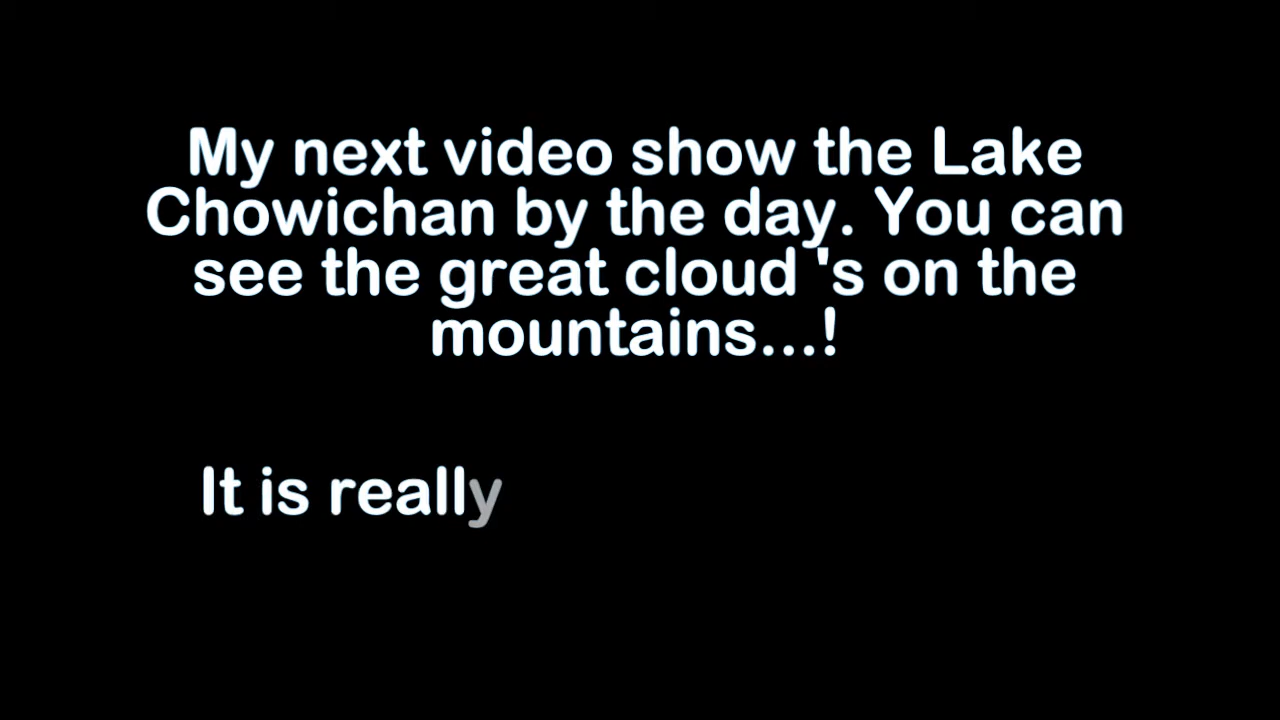 My next video show the Lake
Chowichan by the day. You can
see the great cloud 's on the
mountains...!
It is really